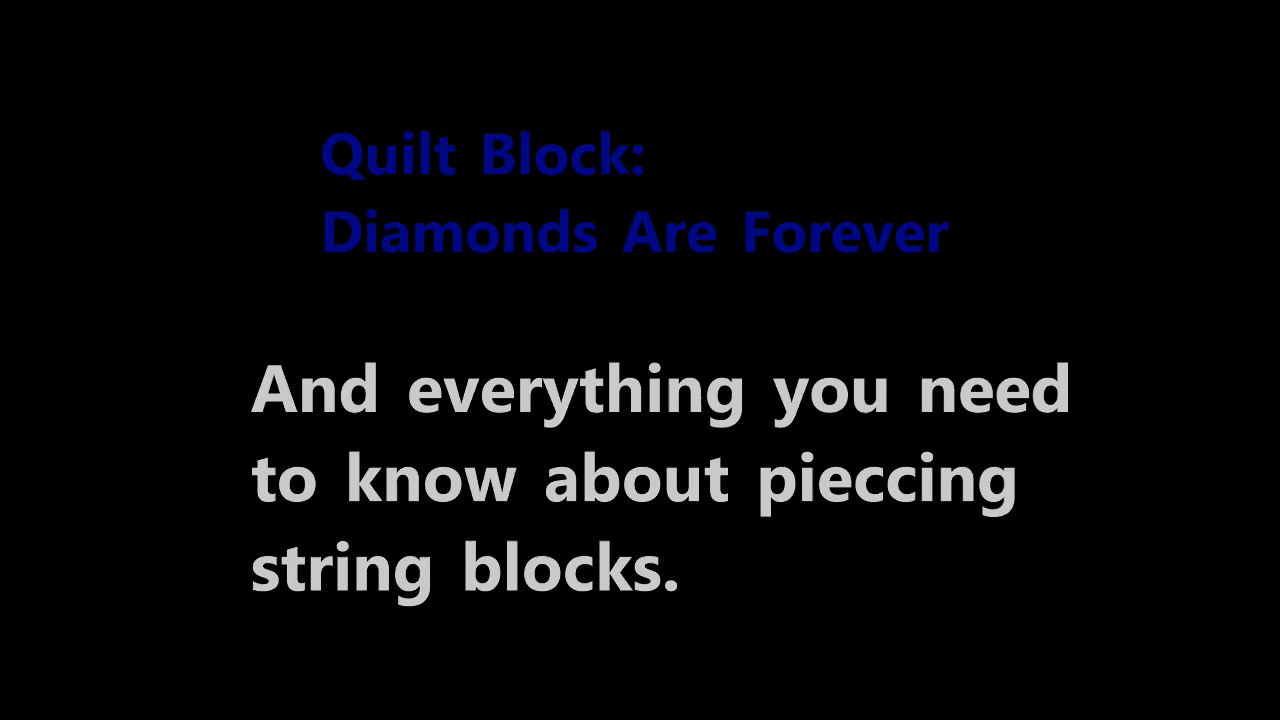 Quilt Block:
Diamonds Are Forever
And everything you need
to know about pieccing
string blocks.